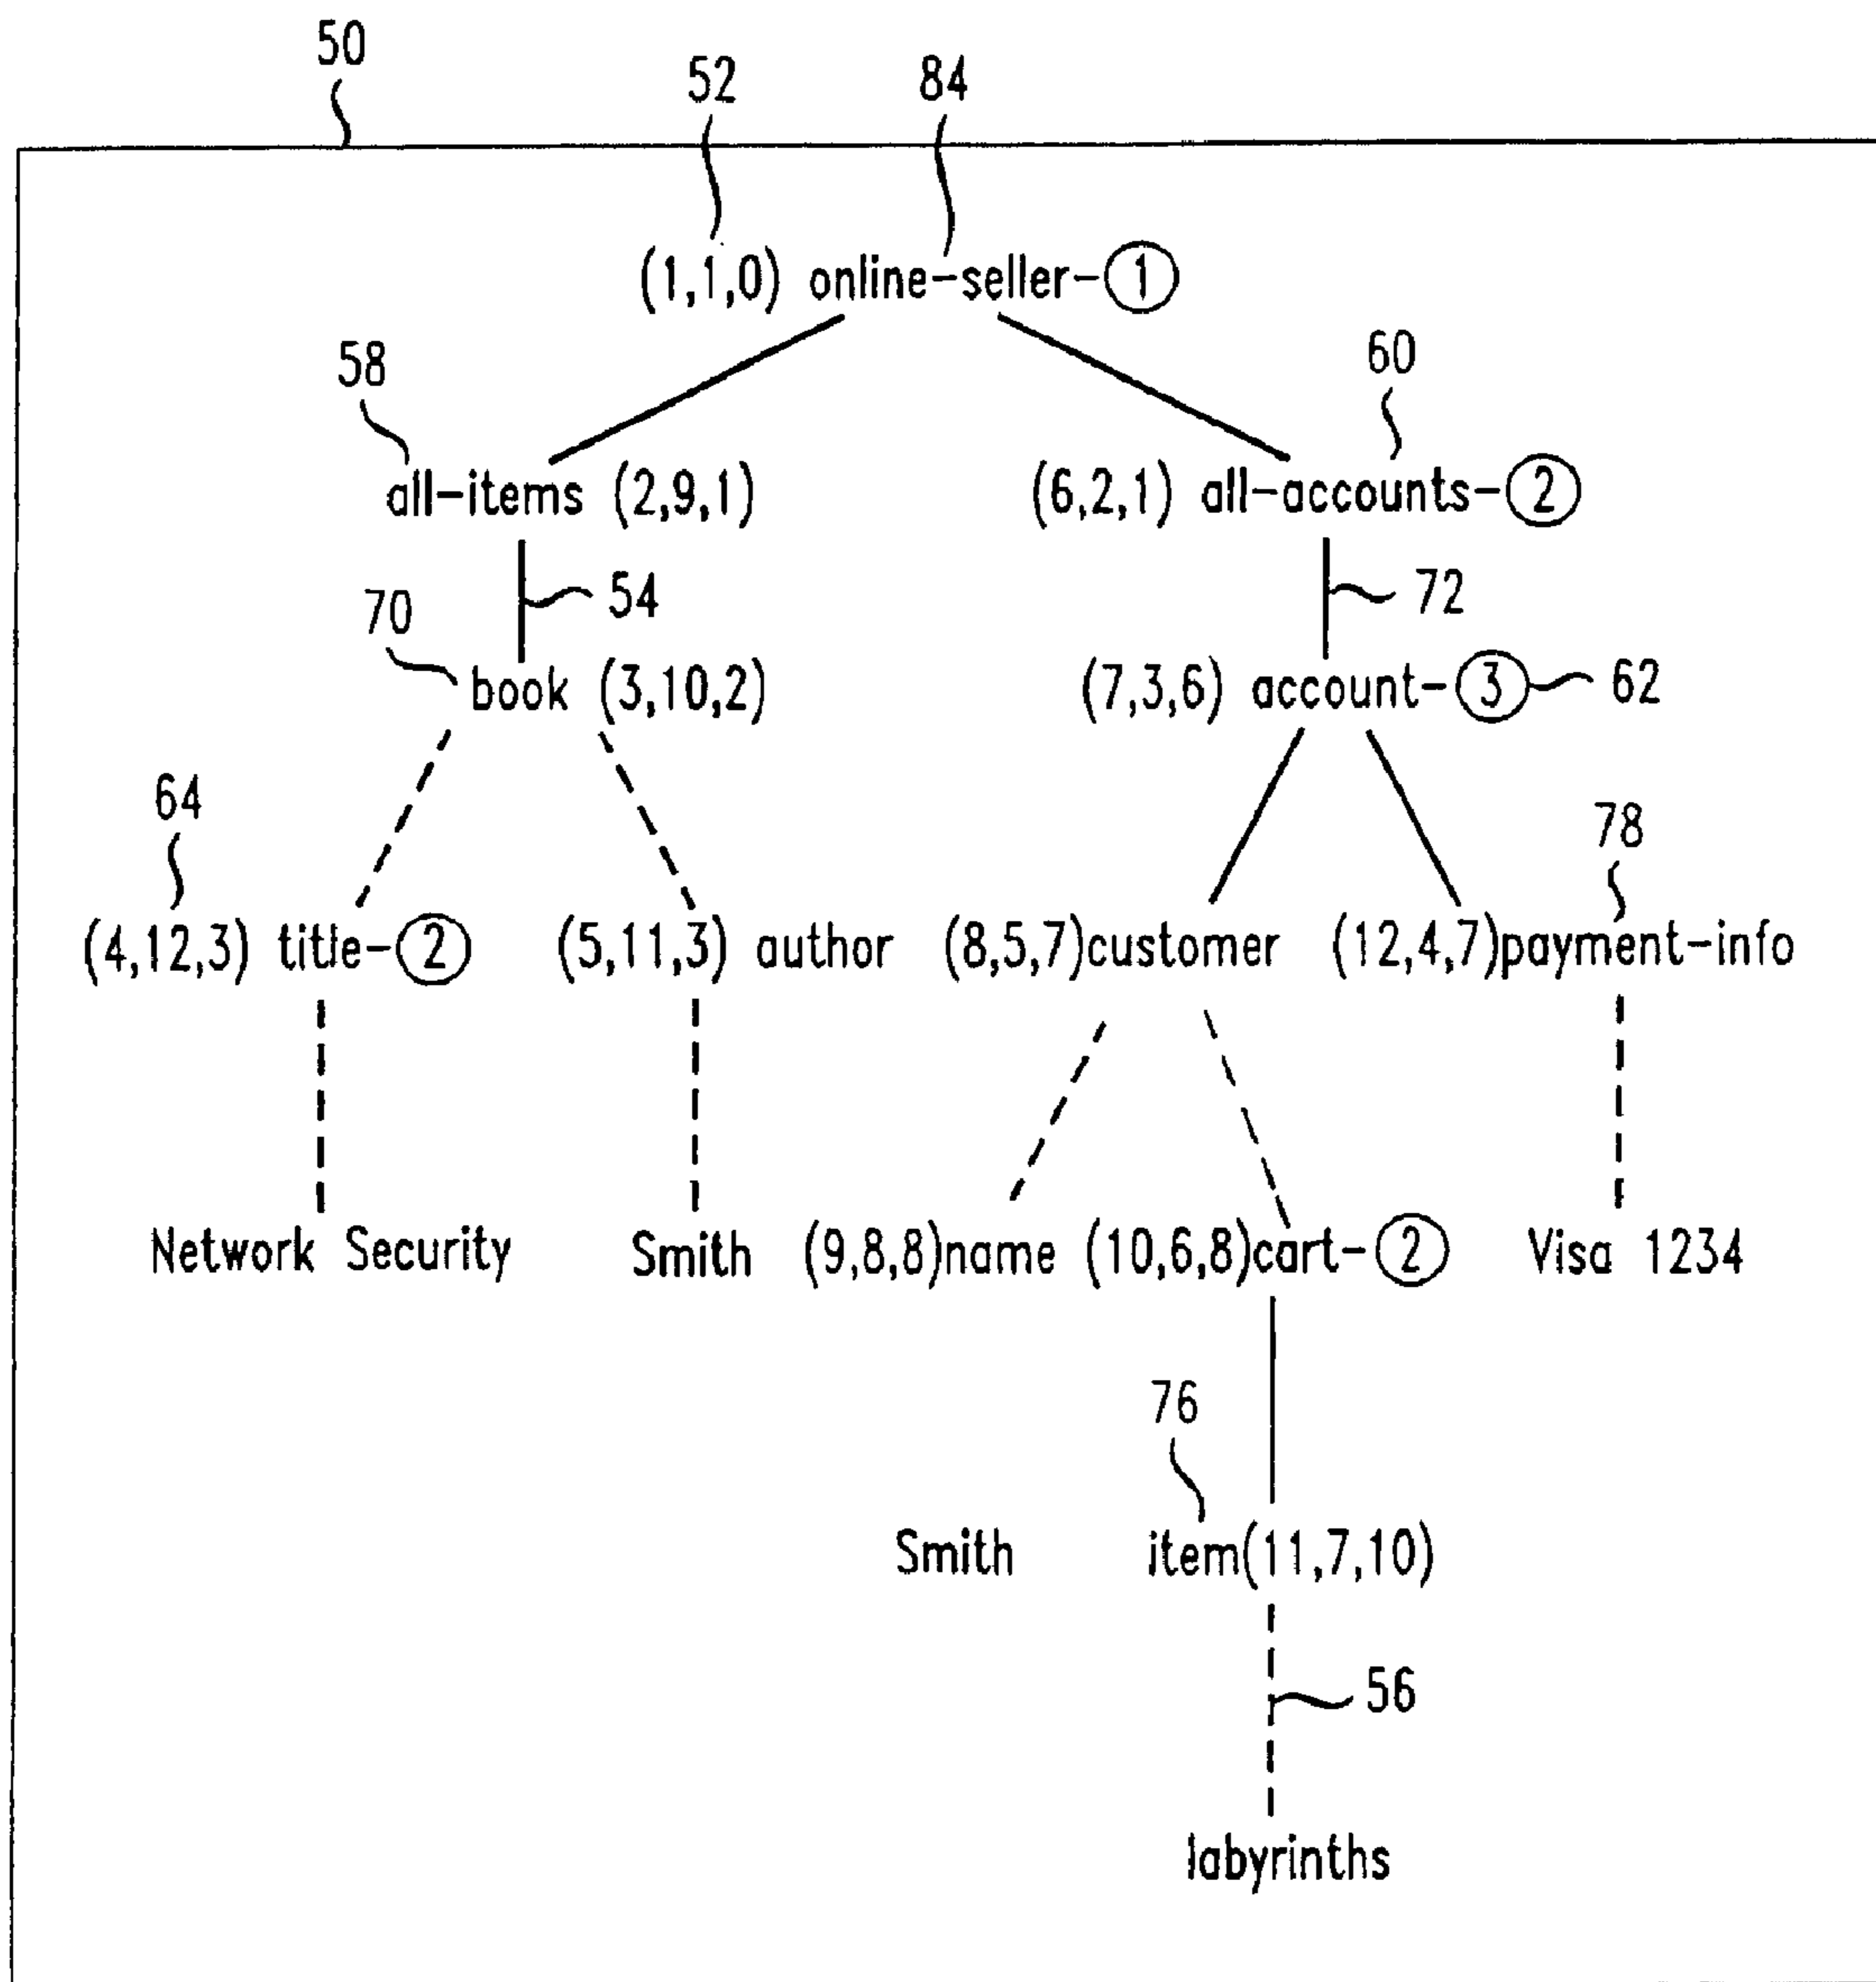 50
52 84
(1,1,0) online-seller-1
58 60
all-items (2,9,1) (6,2,1) all-accounts-2
54 72
70
book (3,10,2) (7,3,6) account-3 62
64 78
(4,12,3) title-2 (5,11,3) author (8,5,7)customer (12,4,7)payment-info
Network Security Smith (9,8,8)name (10,6,8)cart-2 Visa 1234
76
Smith item(11,7,10)
56
labyrinths